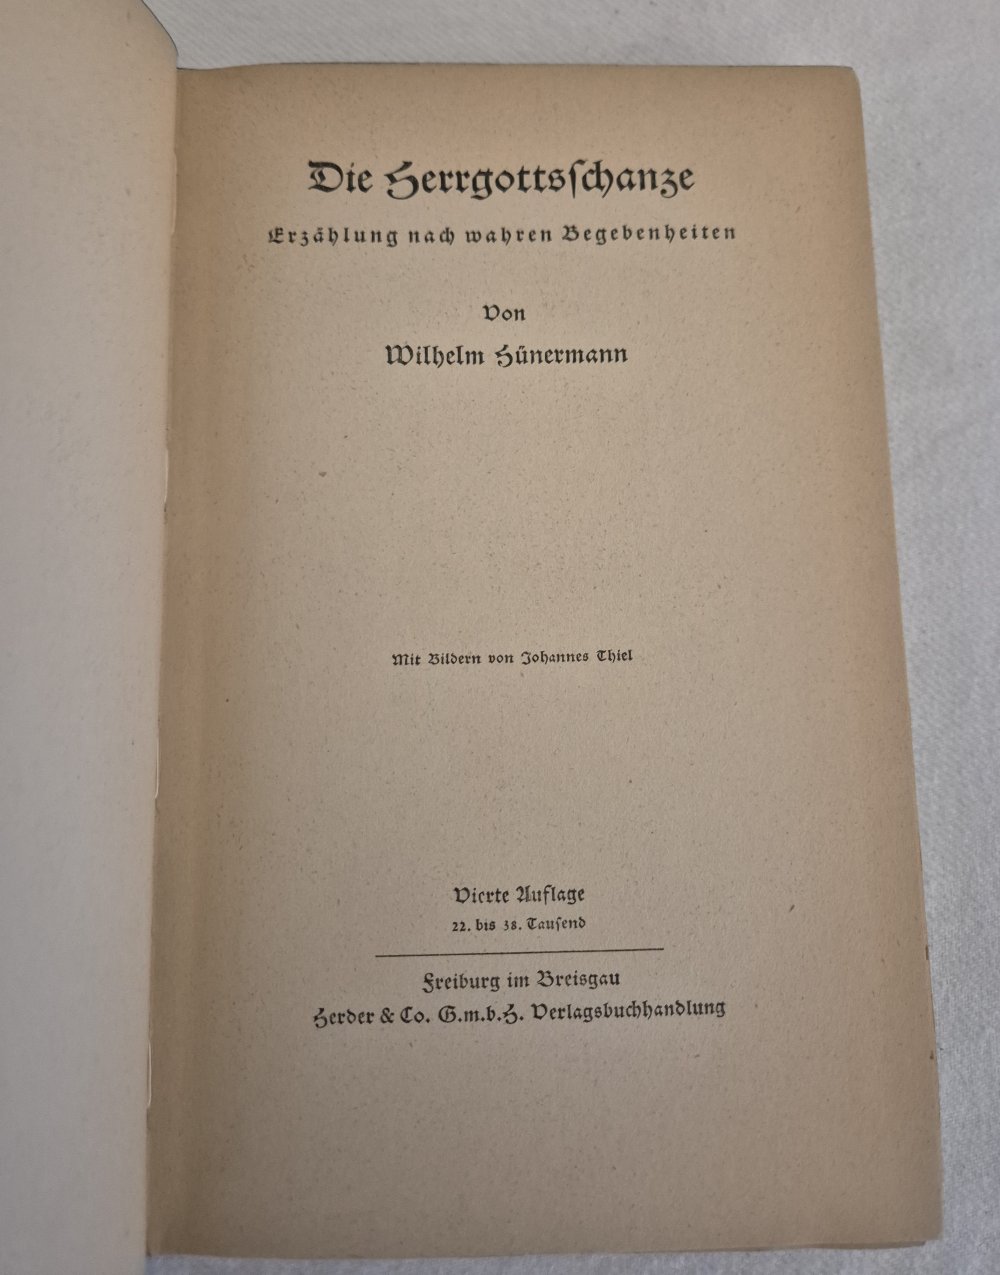 Die Herrgottsſchanze
Erzählung nach wahren Begebenheiten
Von
Wilhelm Hünermann
Mit Bildern von Johannes Thiel
Vierte Auflage
22. bis 38. Tauſend
Freiburg im Breisgau
Herder & Co. G.m.b.H. Verlagsbuchhandlung